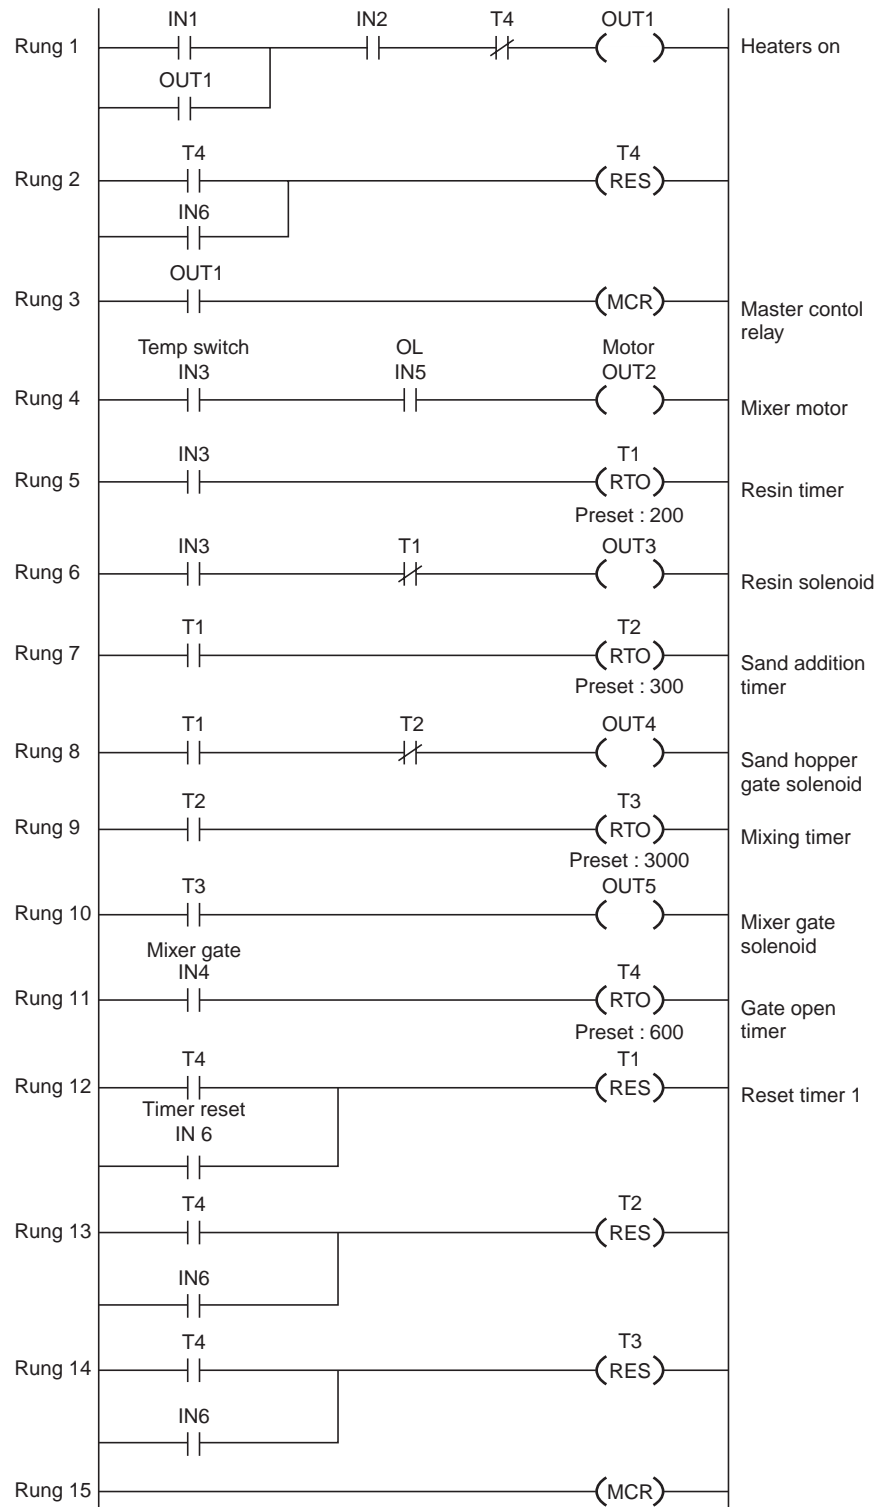 IN1 IN2 T4 OUT1
Rung 1 ( ) Heaters on
OUT1
T4 T4
Rung 2 (RES)
IN6
OUT1
Rung 3 (MCR) Master contol
relay
Temp switch OL Motor
IN3 IN5 OUT2
Rung 4 ( ) Mixer motor
IN3 T1
Rung 5 (RTO) Resin timer
Preset : 200
IN3 T1 OUT3
Rung 6 ( ) Resin solenoid
T1 T2
Rung 7 (RTO) Sand addition
Preset : 300 timer
T1 T2 OUT4
Rung 8 ( ) Sand hopper
gate solenoid
T2 T3
Rung 9 (RTO) Mixing timer
Preset : 3000
T3 OUT5
Rung 10 ( ) Mixer gate
solenoid
Mixer gate
IN4 T4
Rung 11 (RTO) Gate open
Preset : 600 timer
T4 T1
Rung 12 (RES) Reset timer 1
Timer reset
IN 6
T4 T2
Rung 13 (RES)
IN6
T4 T3
Rung 14 (RES)
IN6
Rung 15 (MCR)